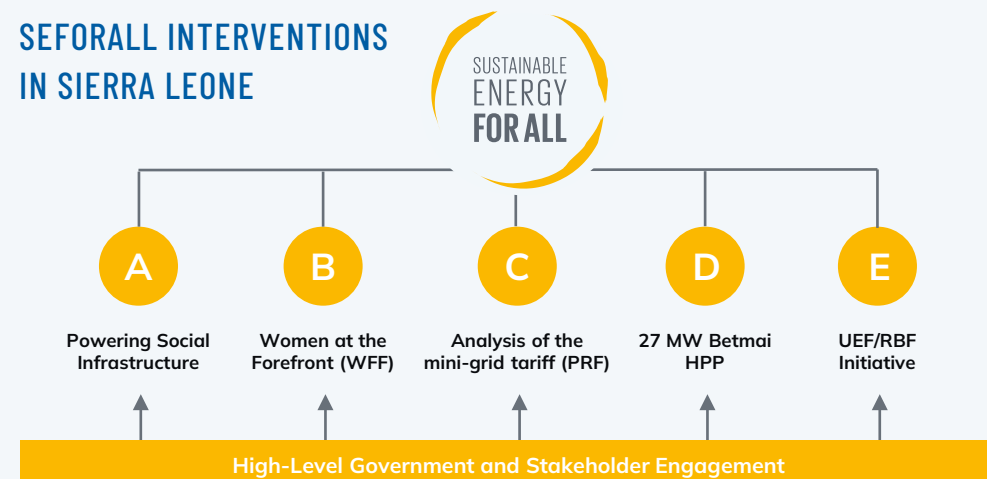 SEFORALL INTERVENTIONS
IN SIERRA LEONE
SUSTAINABLE
ENERGY
FOR ALL
A
B
C
D
E
Powering Social
Infrastructure
Women at the
Forefront (WFF)
Analysis of the
mini-grid tariff (PRF)
27 MW Betmai
HPP
UEF/RBF
Initiative
High-Level Government and Stakeholder Engagement